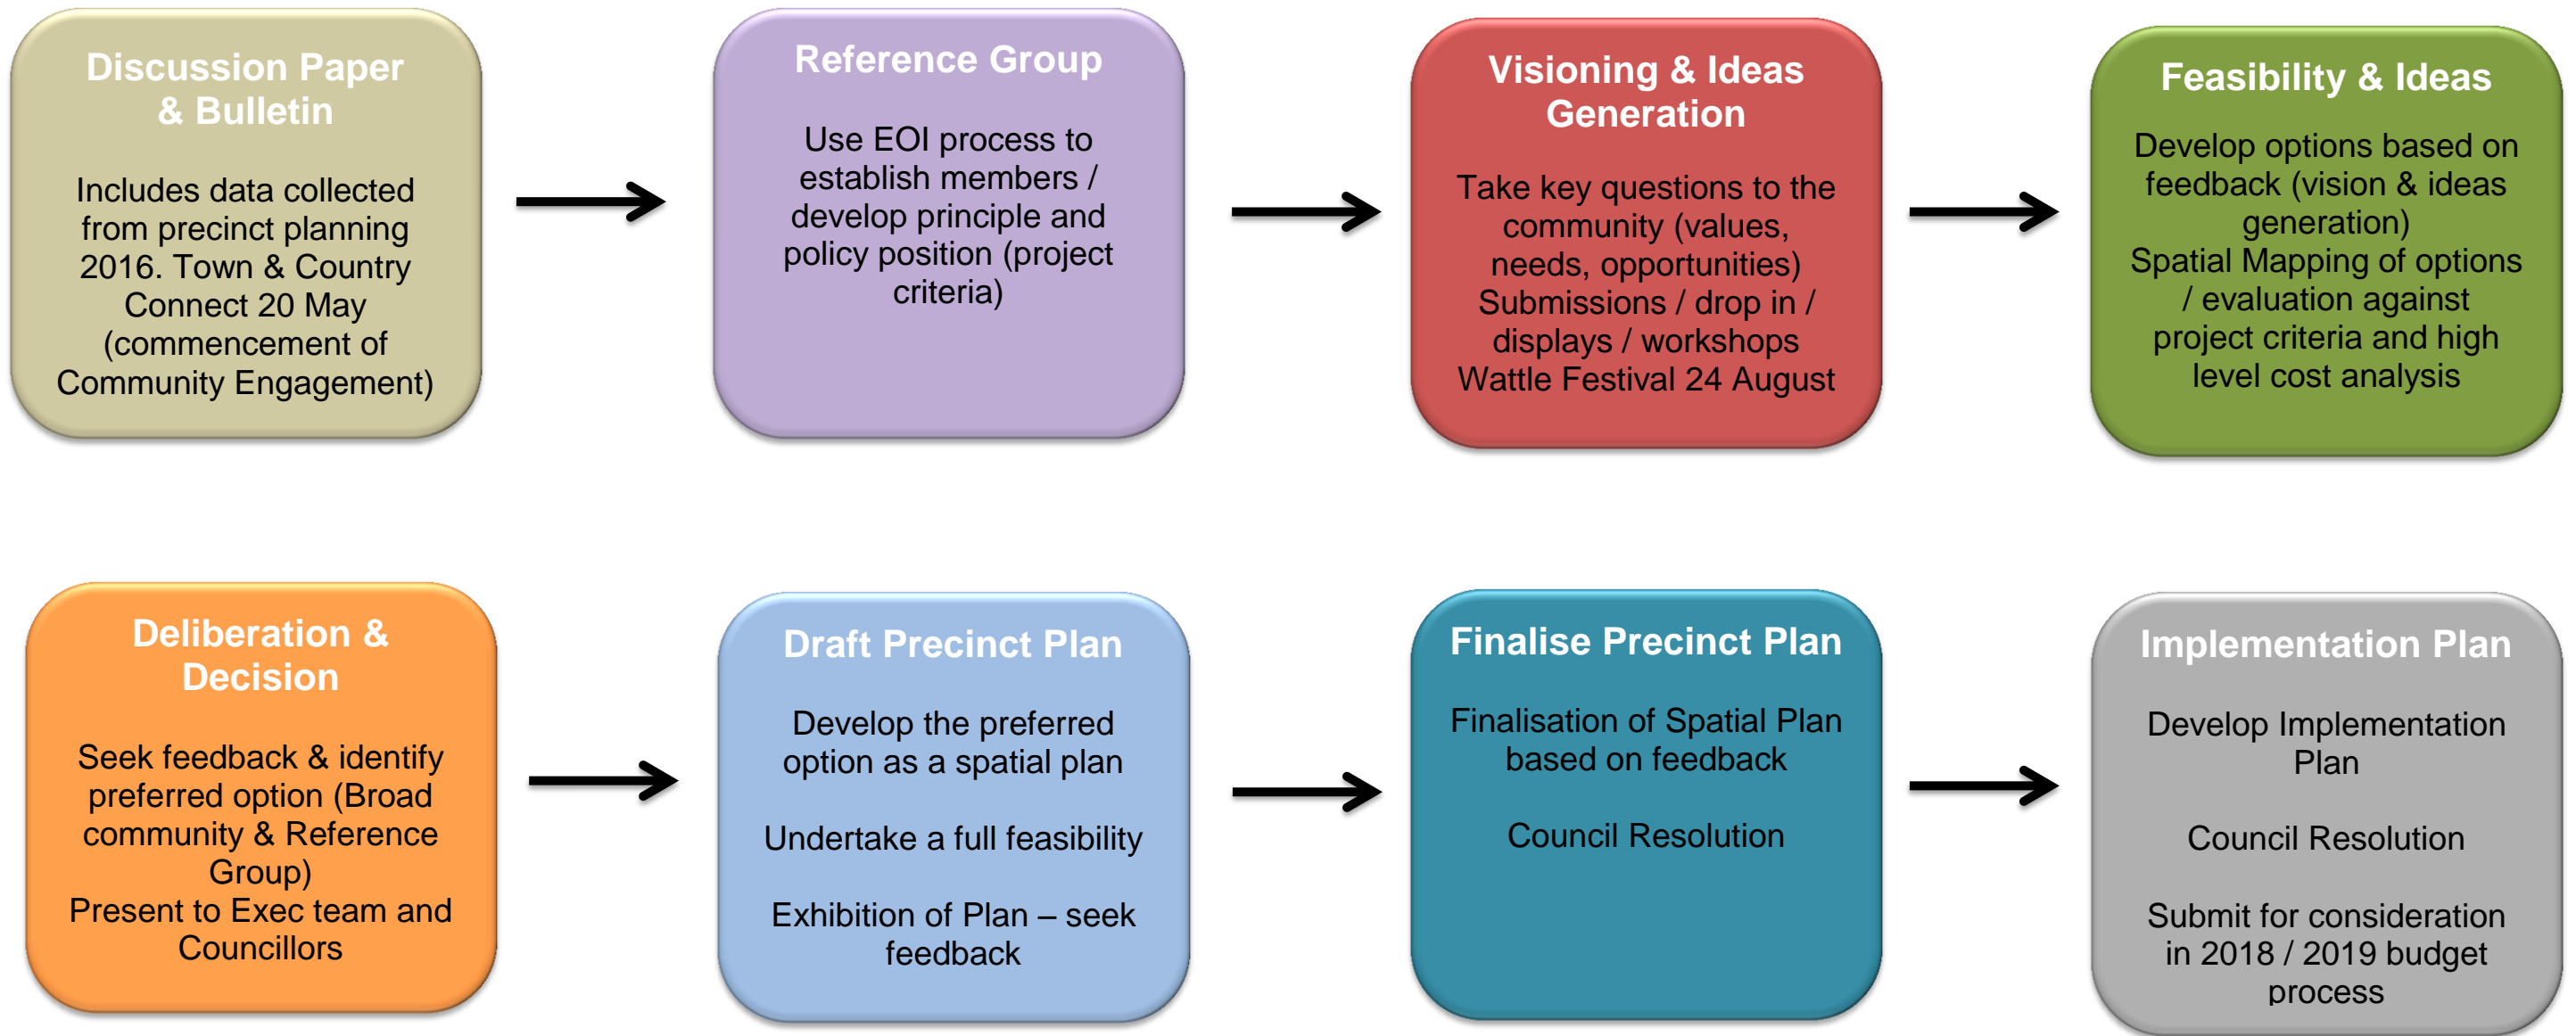 Discussion Paper
& Bulletin
Includes data collected
from precinct planning
2016. Town & Country
Connect 20 May
(commencement of
Community Engagement)
Reference Group
Use EOI process to
establish members /
develop principle and
policy position (project
criteria)
Visioning & Ideas
Generation
Take key questions to the
community (values,
needs, opportunities)
Submissions / drop in /
displays / workshops
Wattle Festival 24 August
Feasibility & Ideas
Develop options based on
feedback (vision & ideas
generation)
Spatial Mapping of options
/ evaluation against
project criteria and high
level cost analysis
Deliberation &
Decision
Seek feedback & identify
preferred option (Broad
community & Reference
Group)
Present to Exec team and
Councillors
Draft Precinct Plan
Develop the preferred
option as a spatial plan
Undertake a full feasibility
Exhibition of Plan – seek
feedback
Finalise Precinct Plan
Finalisation of Spatial Plan
based on feedback
Council Resolution
Implementation Plan
Develop Implementation
Plan
Council Resolution
Submit for consideration
in 2018 / 2019 budget
process